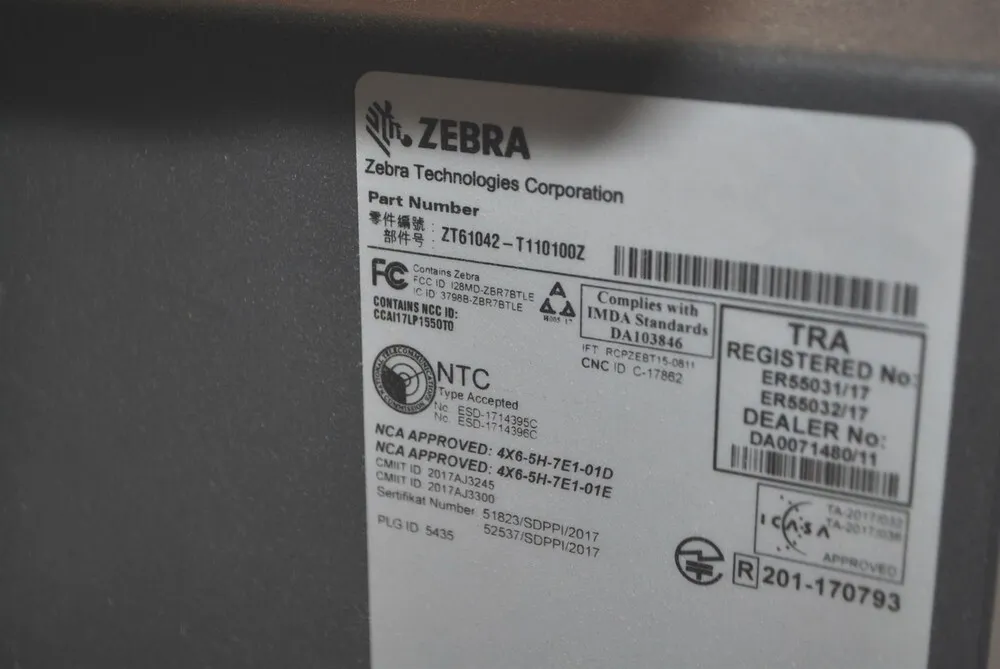 ZEBRA
Zebra Technologies Corporation
Part Number
零件編號 :
部件号 : ZT61042-T110100Z
FC Contains Zebra
FCC ID I28MD-ZBR7BTLE
IC ID 3798B-ZBR7BTLE
CONTAINS NCC ID:
CCAI17LP1550T0
Complies with
IMDA Standards
DA103846
IFT RCPZEBT15-0811
CNC ID C-17862
TRA
REGISTERED No:
ER55031/17
ER55032/17
DEALER No:
DA0071480/11
NTC
Type Accepted
No. ESD-1714395C
No. ESD-1714396C
NCA APPROVED: 4X6-5H-7E1-01D
NCA APPROVED: 4X6-5H-7E1-01E
CMIIT ID 2017AJ3245
CMIIT ID 2017AJ3300
Sertifikat Number 51823/SDPPI/2017
52537/SDPPI/2017
PLG ID 5435
ICASA
APPROVED
R 201-170793